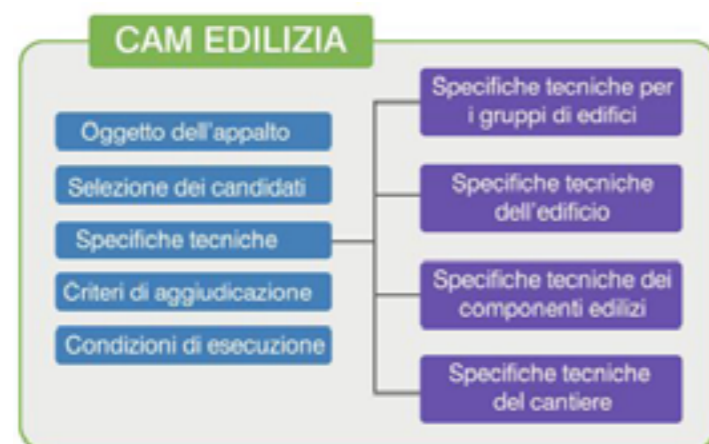 CAM EDILIZIA
Oggetto dell'appalto
Selezione dei candidati
Specifiche tecniche
Criteri di aggiudicazione
Condizioni di esecuzione
Specifiche tecniche per
i gruppi di edifici
Specifiche tecniche
dell'edificio
Specifiche tecniche dei
componenti edilizi
Specifiche tecniche
del cantiere